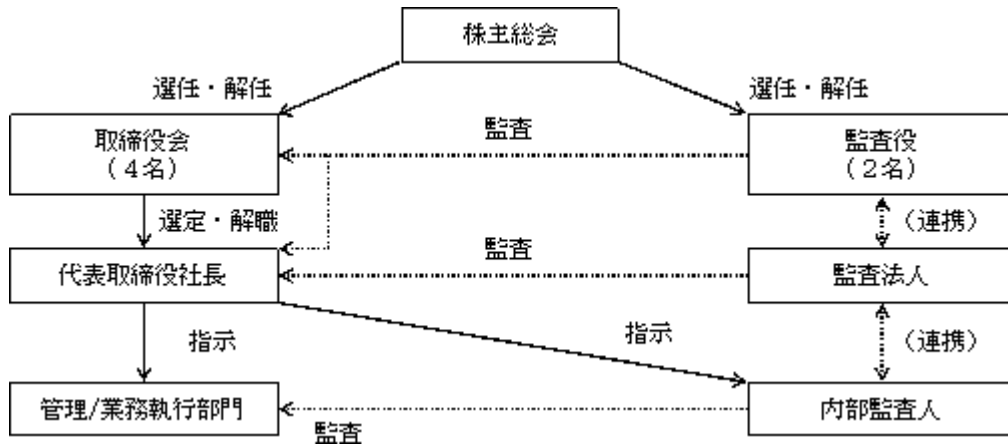 株主総会
選任・解任
選任・解任
取締役会
(4名)
監査
監査役
(2名)
選定・解職
(連携)
代表取締役社長
監査
監査法人
指示
指示
(連携)
管理/業務執行部門
監査
内部監査人